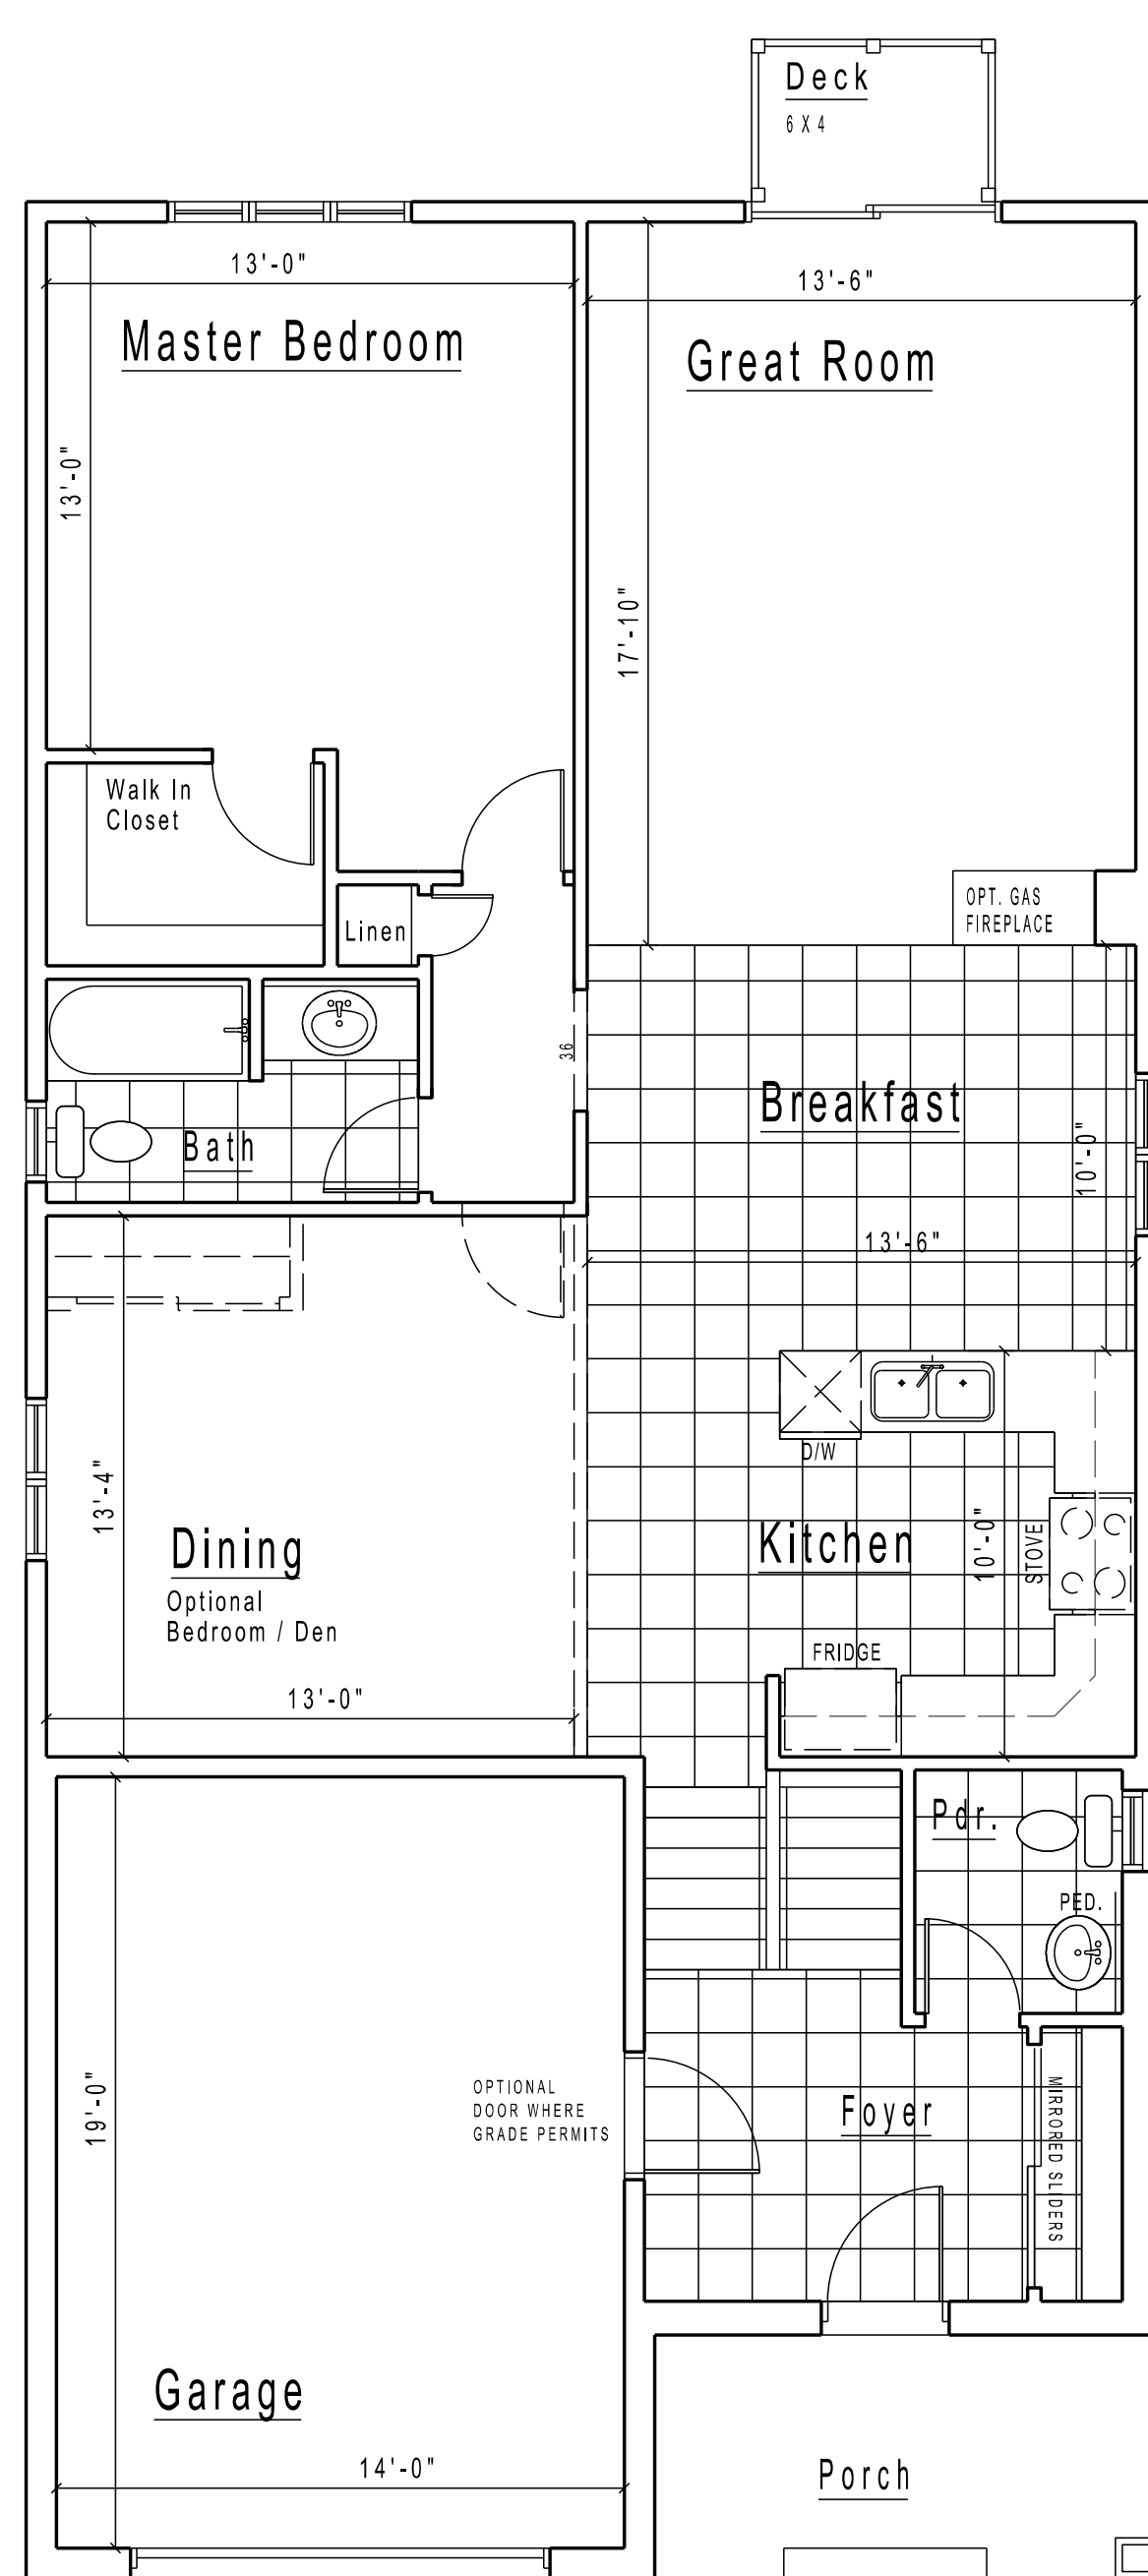 Deck
6 X 4
13'-0"
13'-6"
Master Bedroom
Great Room
13'-0"
17'-10"
Walk In
Closet
OPT. GAS
FIREPLACE
Linen
36
Breakfast
Bath
10'-0"
13'-6"
D/W
13'-4"
Dining
Kitchen
10'-0"
STOVE
Optional
Bedroom / Den
FRIDGE
13'-0"
Pdr.
PED.
19'-0"
OPTIONAL
DOOR WHERE
GRADE PERMITS
Foyer
MIRRORED SLIDERS
Garage
14'-0"
Porch